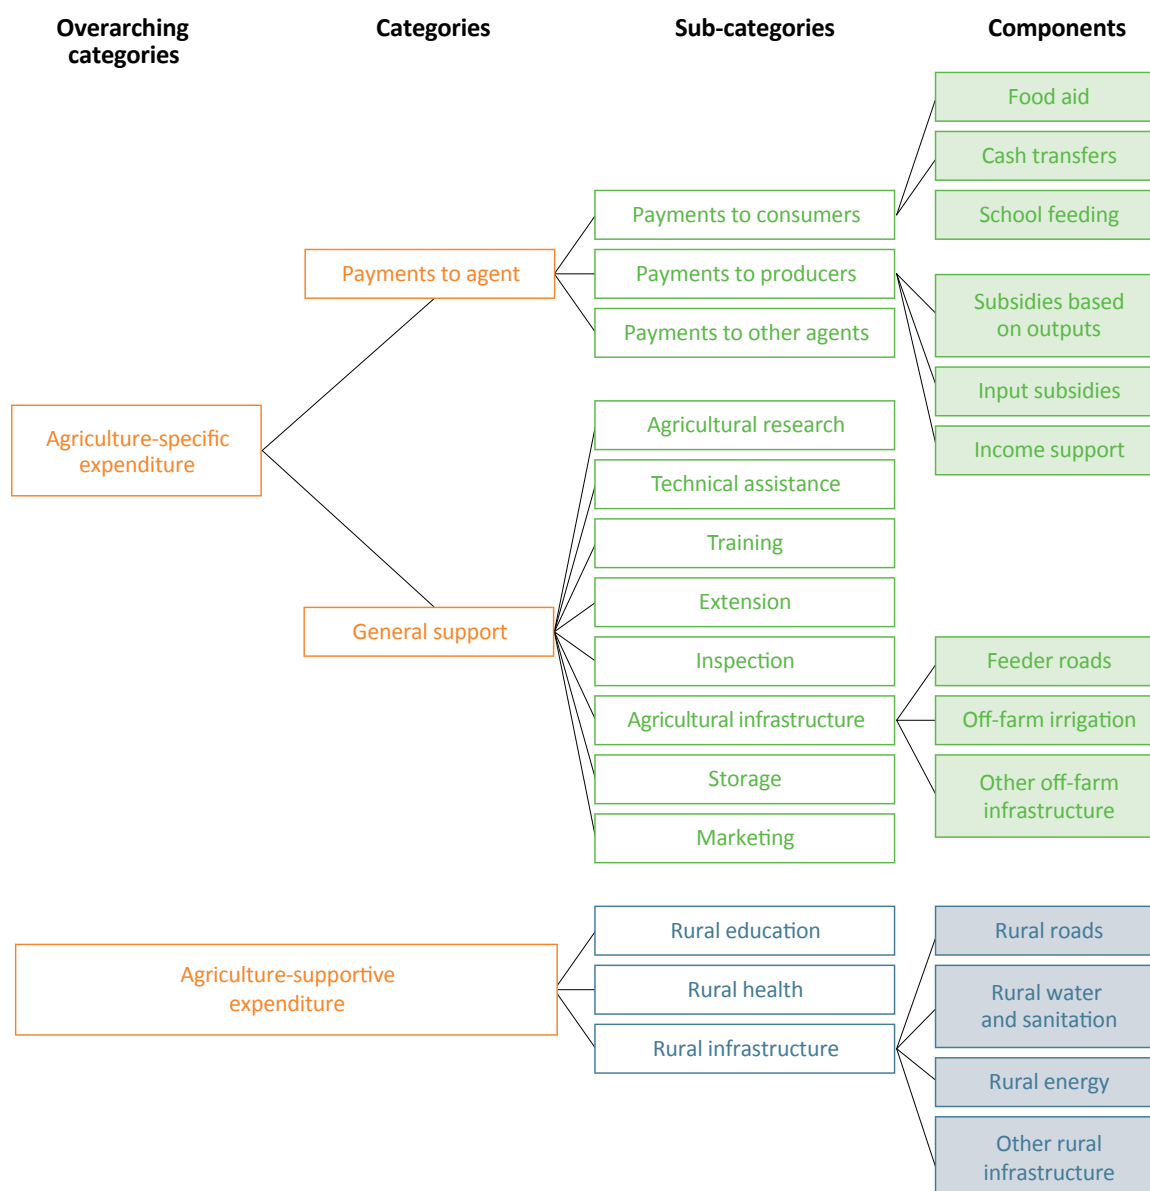 Overarching
categories
Categories
Sub-categories
Components
Food aid
Cash transfers
School feeding
Payments to consumers
Payments to agent
Payments to producers
Payments to other agents
Subsidies based
on outputs
Input subsidies
Income support
Agriculture-specific
expenditure
Agricultural research
Technical assistance
Training
Extension
General support
Inspection
Agricultural infrastructure
Storage
Marketing
Feeder roads
Off-farm irrigation
Other off-farm
infrastructure
Agriculture-supportive
expenditure
Rural education
Rural health
Rural infrastructure
Rural roads
Rural water
and sanitation
Rural energy
Other rural
infrastructure